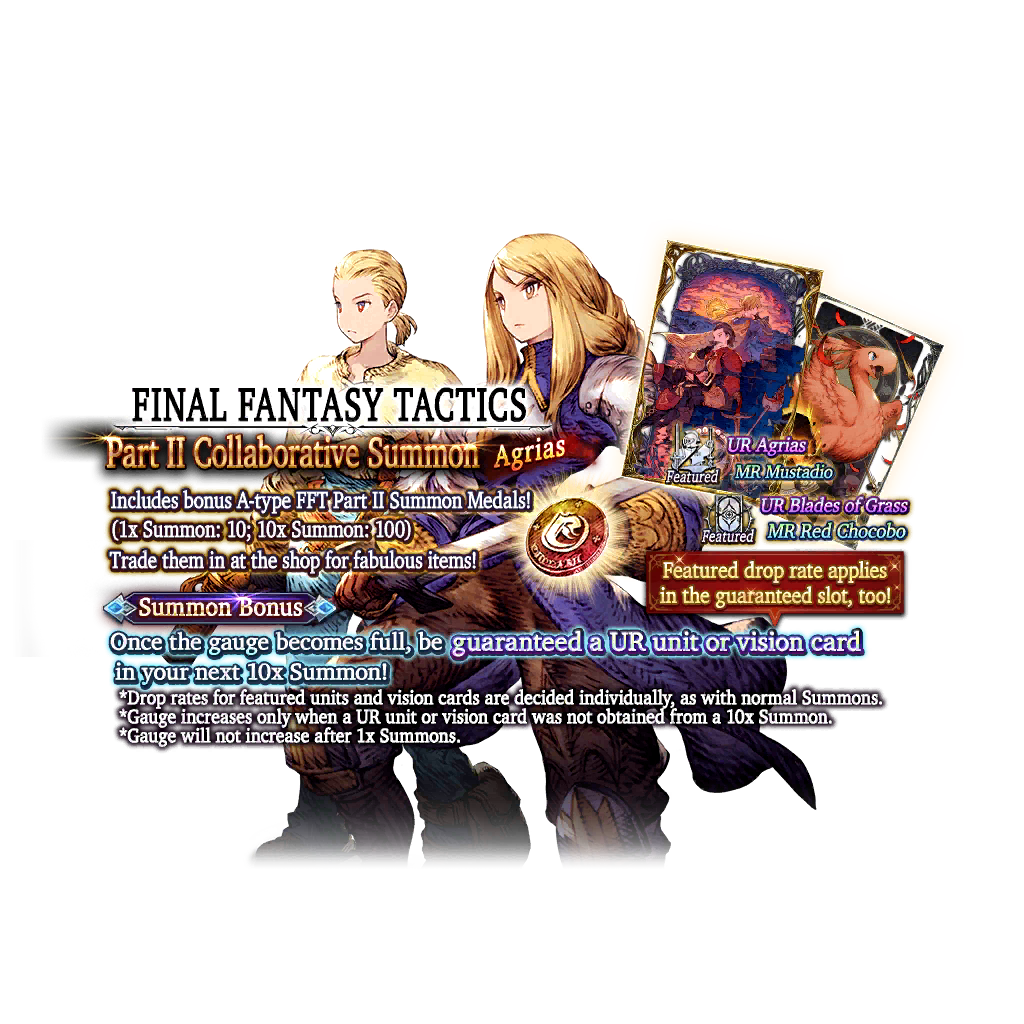 FINAL FANTASY TACTICS
Part II Collaborative Summon Agrias
Includes bonus A-type FFT Part II Summon Medals!
(1x Summon: 10; 10x Summon: 100)
Trade them in at the shop for fabulous items!
Featured
UR Agrias
MR Mustadio
Featured
UR Blades of Grass
MR Red Chocobo
Featured drop rate applies
in the guaranteed slot, too!
Summon Bonus
Once the gauge becomes full, be guaranteed a UR unit or vision card
in your next 10x Summon!
*Drop rates for featured units and vision cards are decided individually, as with normal Summons.
*Gauge increases only when a UR unit or vision card was not obtained from a 10x Summon.
*Gauge will not increase after 1x Summons.